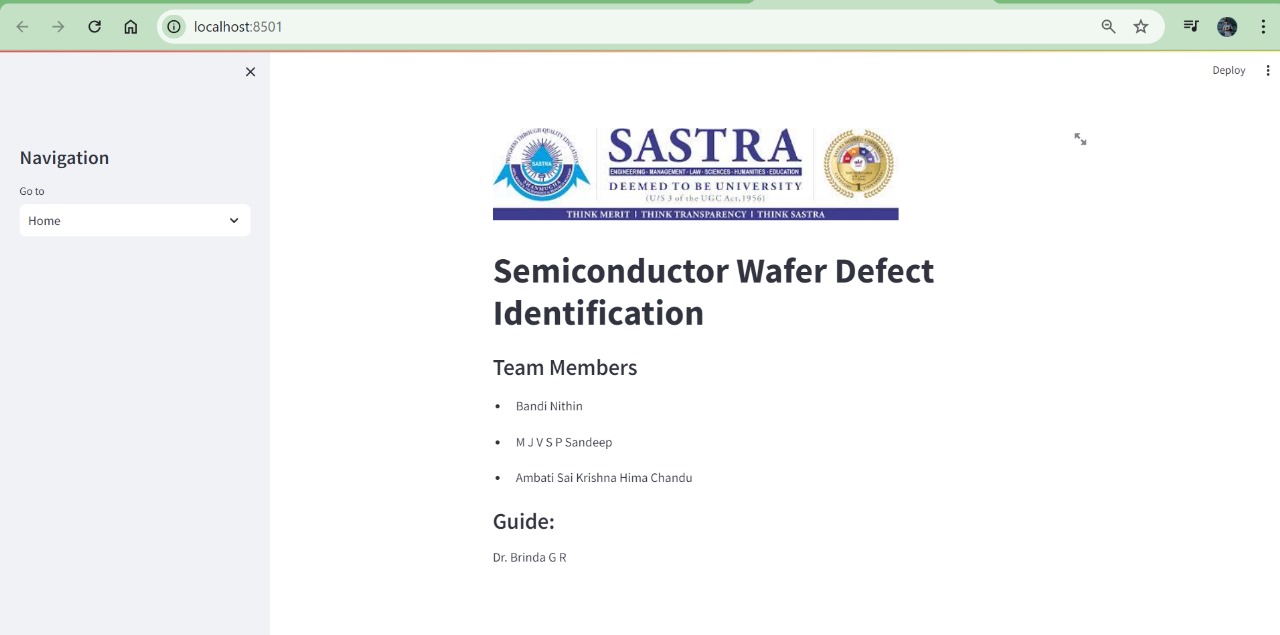 localhost:8501
Deploy
Navigation
Go to
Home
SASTRA
ENGINEERING · MANAGEMENT · LAW · SCIENCES · HUMANITIES · EDUCATION
DEEMED TO BE UNIVERSITY
(U/S 3 of the UGC Act, 1956)
THINK MERIT | THINK TRANSPARENCY | THINK SASTRA
Semiconductor Wafer Defect
Identification
Team Members
• Bandi Nithin
• M J V S P Sandeep
• Ambati Sai Krishna Hima Chandu
Guide:
Dr. Brinda G R